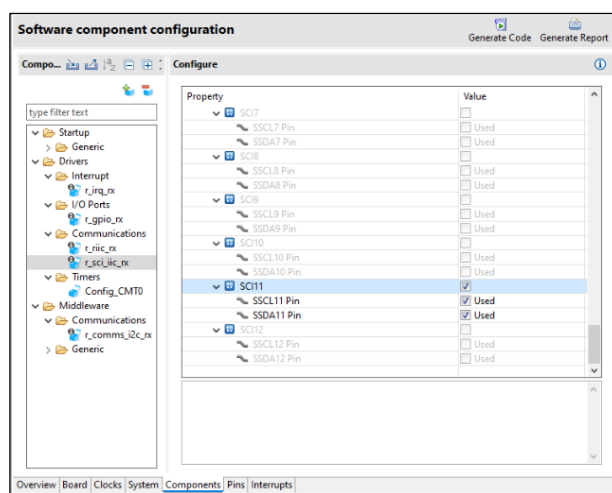 Software component configuration
Generate Code Generate Report
Compo...
Configure
type filter text
Startup
Generic
Drivers
Interrupt
r_irq_rx
I/O Ports
r_gpio_rx
Communications
r_riic_rx
r_sci_iic_rx
Timers
Config_CMT0
Middleware
Communications
r_comms_i2c_rx
Generic
Property Value
SCI7
SSCL7 Pin Used
SSDA7 Pin Used
SCI8
SSCL8 Pin Used
SSDA8 Pin Used
SCI9
SSCL9 Pin Used
SSDA9 Pin Used
SCI10
SSCL10 Pin Used
SSDA10 Pin Used
SCI11
SSCL11 Pin Used
SSDA11 Pin Used
SCI12
SSCL12 Pin Used
SSDA12 Pin Used
Overview Board Clocks System Components Pins Interrupts